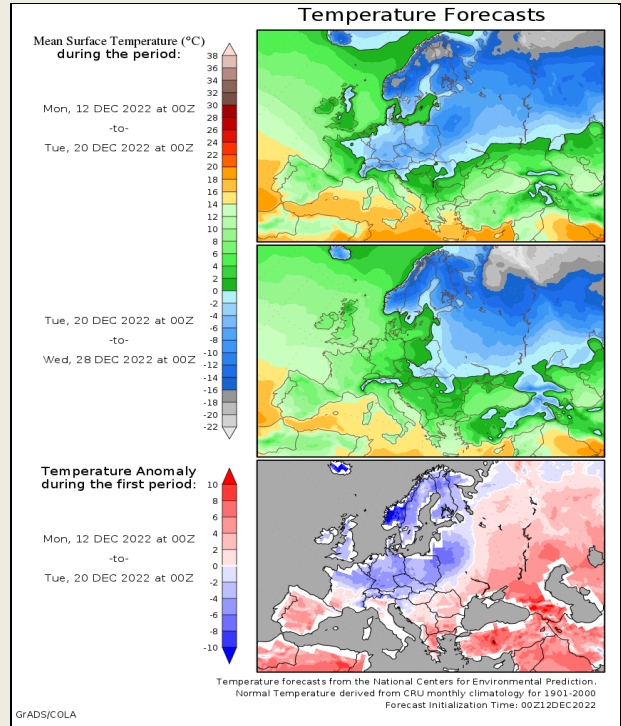 Temperature Forecasts
Mean Surface Temperature (°C)
during the period:
Mon, 12 DEC 2022 at 00Z
-to-
Tue, 20 DEC 2022 at 00Z
38
36
34
32
30
28
26
24
22
20
18
16
14
12
10
8
6
4
2
0
-2
-4
-6
-8
-10
-12
-14
-16
-18
-20
-22
Tue, 20 DEC 2022 at 00Z
-to-
Wed, 28 DEC 2022 at 00Z
Temperature Anomaly
during the first period:
Mon, 12 DEC 2022 at 00Z
-to-
Tue, 20 DEC 2022 at 00Z
10
8
6
4
2
0
-2
-4
-6
-8
-10
Temperature forecasts from the National Centers for Environmental Prediction.
Normal Temperature derived from CRU monthly climatology for 1901-2000
Forecast Initialization Time: 00Z12DEC2022
GrADS/COLA